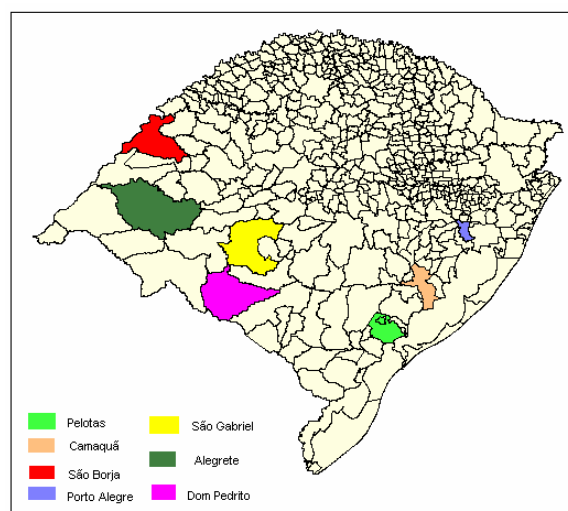 Pelotas
Camaquã
São Borja
Porto Alegre
São Gabriel
Alegrete
Dom Pedrito